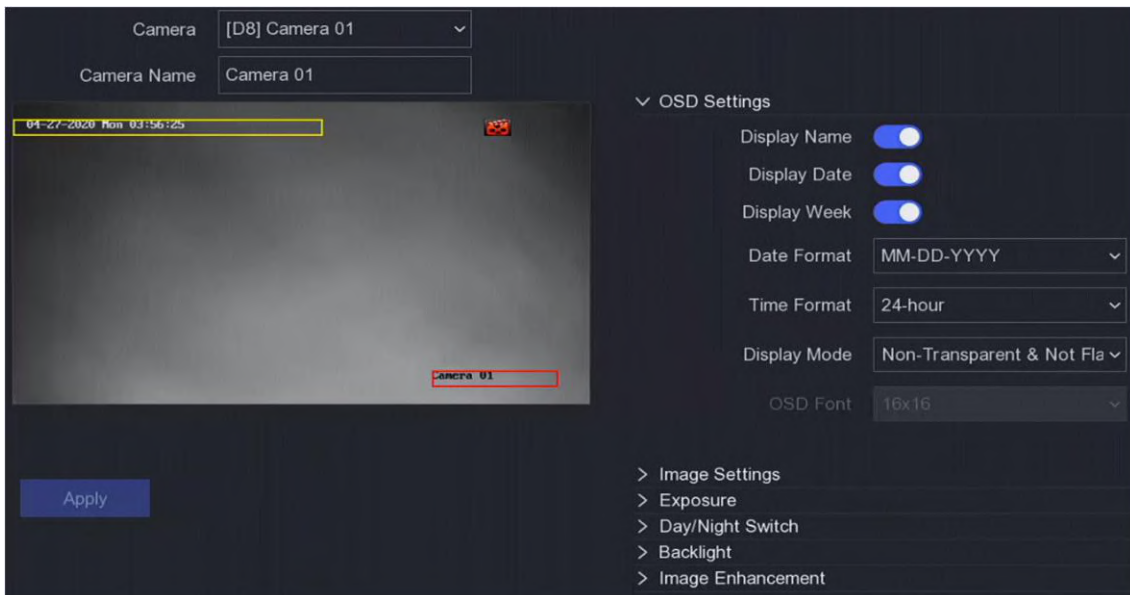 Camera [D8] Camera 01
Camera Name Camera 01
04-27-2020 Mon 03:56:25
Camera 01
Apply
OSD Settings
Display Name
Display Date
Display Week
Date Format MM-DD-YYYY
Time Format 24-hour
Display Mode Non-Transparent & Not Fla
OSD Font 16x16
Image Settings
Exposure
Day/Night Switch
Backlight
Image Enhancement